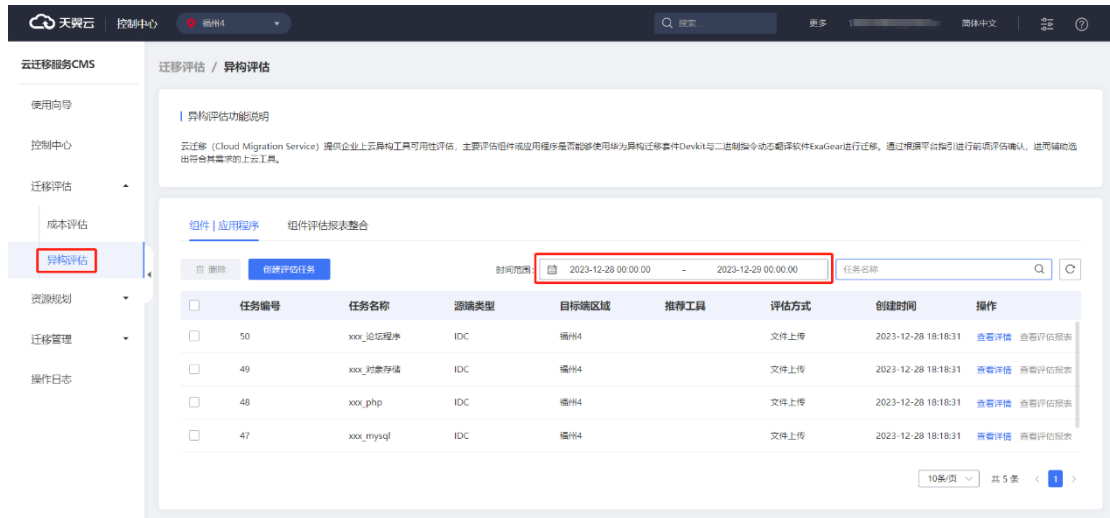 天翼云 控制中心 福州4 搜索... 更多 简体中文
云迁移服务CMS
使用向导
控制中心
迁移评估
成本评估
异构评估
资源规划
迁移管理
操作日志
迁移评估 / 异构评估
异构评估功能说明
云迁移（Cloud Migration Service）提供企业上云异构工具可用性评估，主要评估组件或应用程序是否能够使用华为异构迁移套件Devkit与二进制指令动态翻译软件ExaGear进行迁移。通过根据平台指引进行前项评估确认，进而辅助选
出符合其需求的上云工具。
组件 | 应用程序 组件评估报表整合
删除 创建评估任务 时间范围: 2023-12-28 00:00:00 - 2023-12-29 00:00:00 任务名称
任务编号 任务名称 源端类型 目标端区域 推荐工具 评估方式 创建时间 操作
50 xxx_论坛程序 IDC 福州4 文件上传 2023-12-28 18:18:31 查看详情 查看评估报表
49 xxx_对象存储 IDC 福州4 文件上传 2023-12-28 18:18:31 查看详情 查看评估报表
48 xxx_php IDC 福州4 文件上传 2023-12-28 18:18:31 查看详情 查看评估报表
47 xxx_mysql IDC 福州4 文件上传 2023-12-28 18:18:31 查看详情 查看评估报表
10条/页 共 5 条 < 1 >